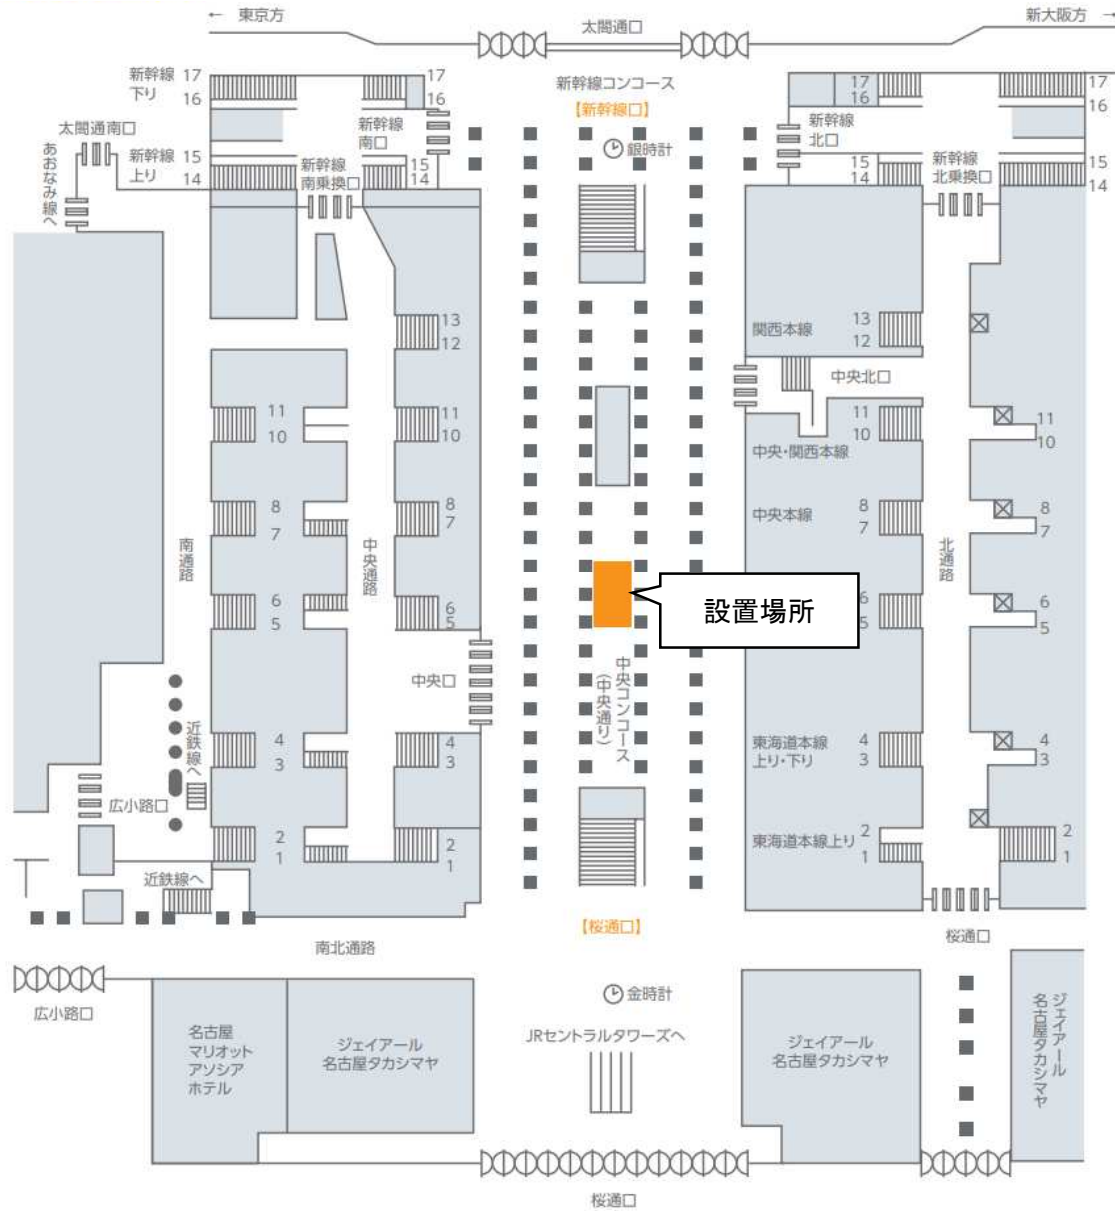 ← 東京方
太閤通口
新大阪方 →
新幹線
下り
17
16
17
16
新幹線コンコース
【新幹線口】
17
16
17
16
太閤通南口
新幹線
南口
銀時計
新幹線
北口
あおなみ線へ
新幹線
上り
15
14
新幹線
南乗換口
15
14
15
14
新幹線
北乗換口
15
14
13
12
関西本線
13
12
中央北口
11
10
11
10
11
10
11
10
中央・関西本線
8
7
8
7
中央本線
8
7
8
7
南通路
中央通路
北通路
6
5
6
5
設置場所
6
5
6
5
中央口
中央コンコース
(中央通り)
近鉄線へ
4
3
4
3
東海道本線
上り・下り
4
3
4
3
広小路口
2
1
2
1
東海道本線上り
2
1
2
1
近鉄線へ
【桜通口】
南北通路
桜通口
広小路口
金時計
名古屋
マリオット
アソシア
ホテル
ジェイアール
名古屋タカシマヤ
JRセントラルタワーズへ
ジェイアール
名古屋タカシマヤ
ジェイアール
名古屋タカシマヤ
桜通口